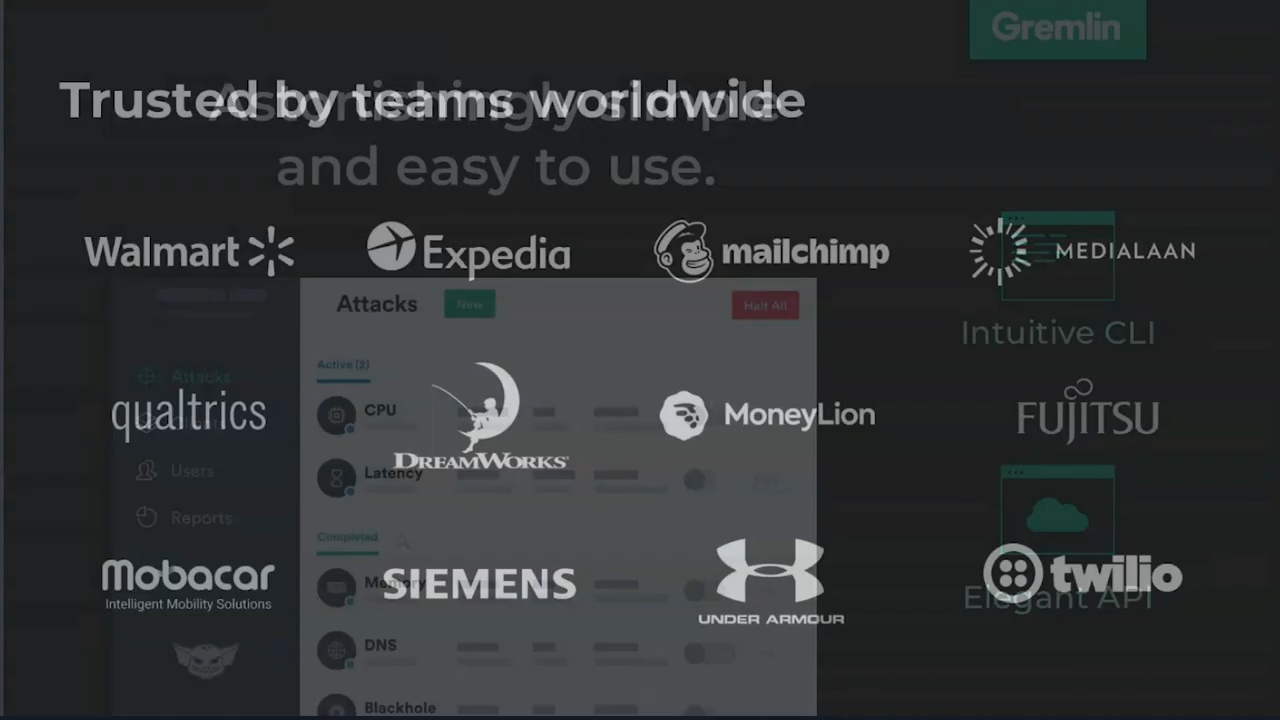 Gremlin
Trusted by teams worldwide
Astonishingly simple
and easy to use.
Walmart
Expedia
mailchimp
MEDIALAAN
Attacks
New
Halt All
Intuitive CLI
Active (2)
Attacks
CPU
qualtrics
DREAMWORKS
MoneyLion
FUJITSU
Latency
Users
Reports
Completed
Mobacar
Intelligent Mobility Solutions
SIEMENS
Memory
UNDER ARMOUR
twilio
Elegant API
DNS
Blackhole